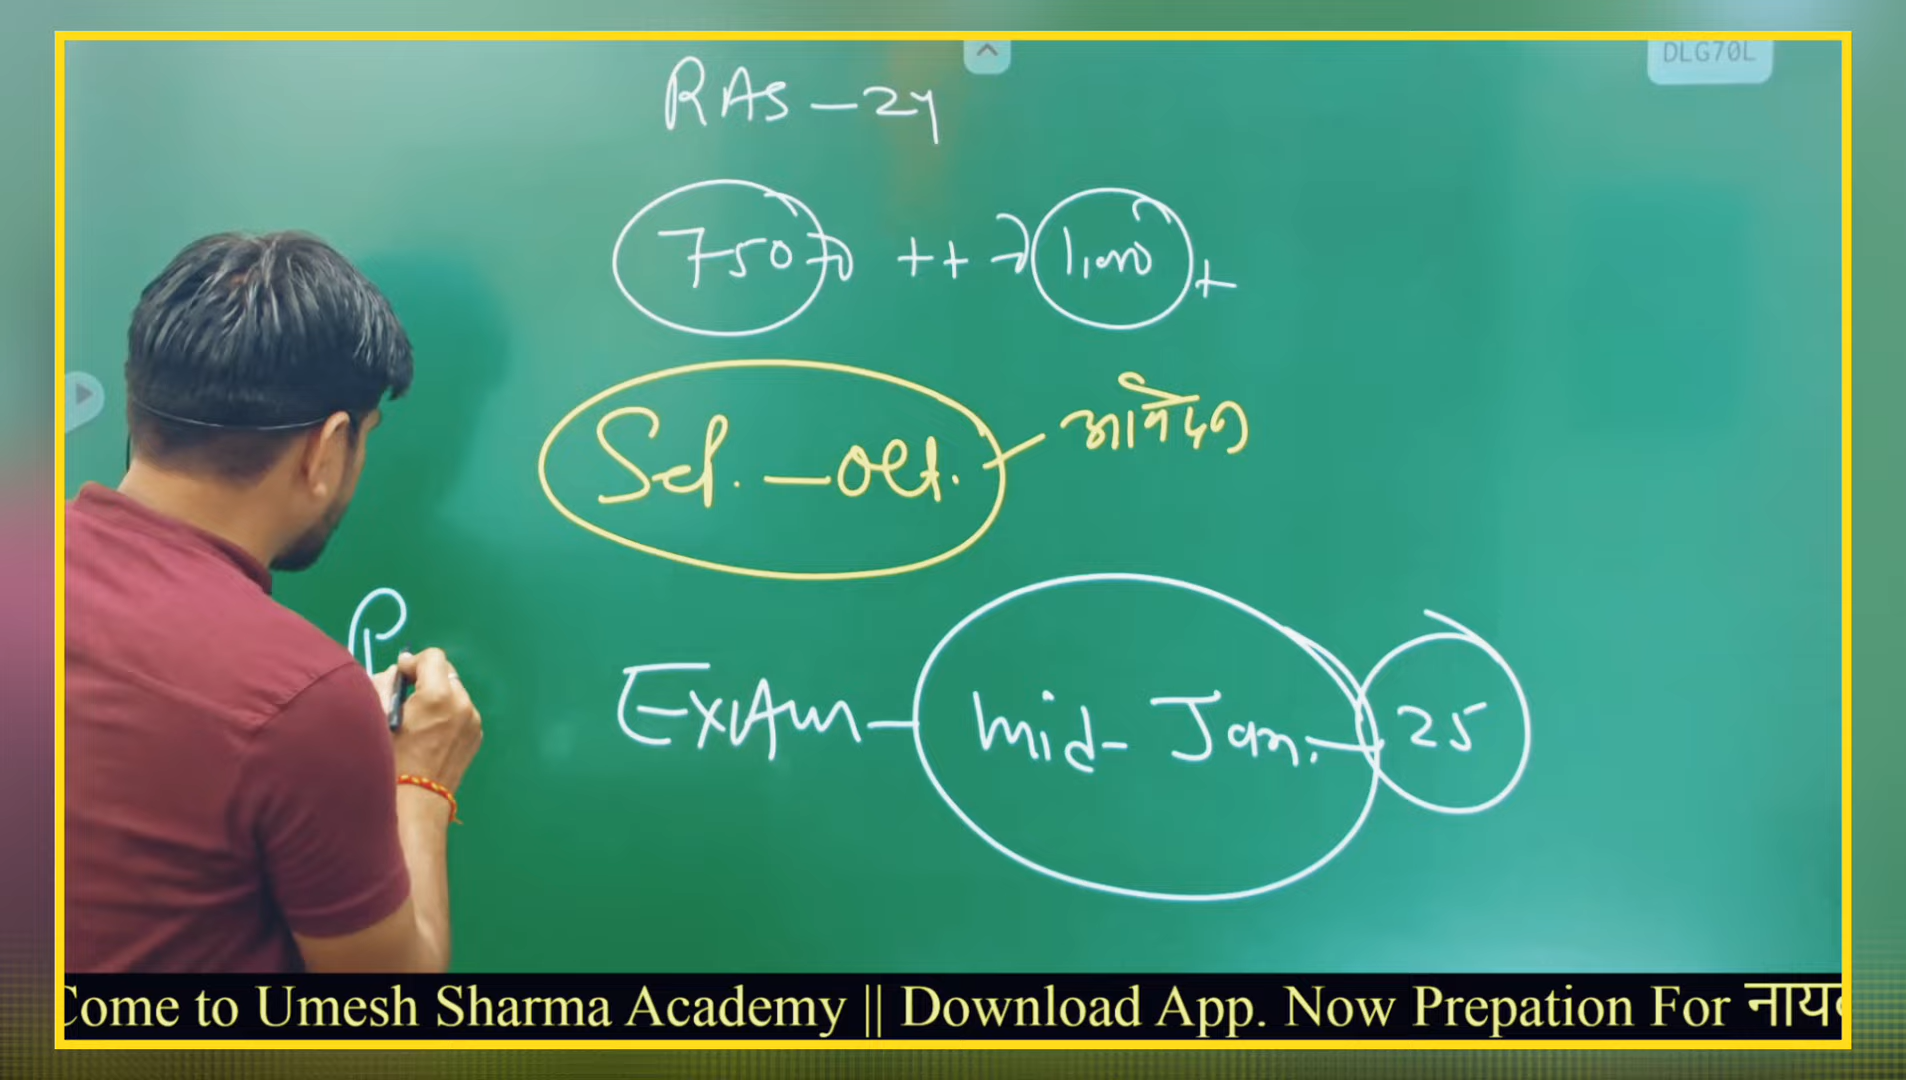 DLG70L
RAS - 24
750 ++ → 1,000 +
Sep. - Oct. - आवेदन
P
Exam - Mid - Jan. - 25
Come to Umesh Sharma Academy || Download App. Now Prepation For